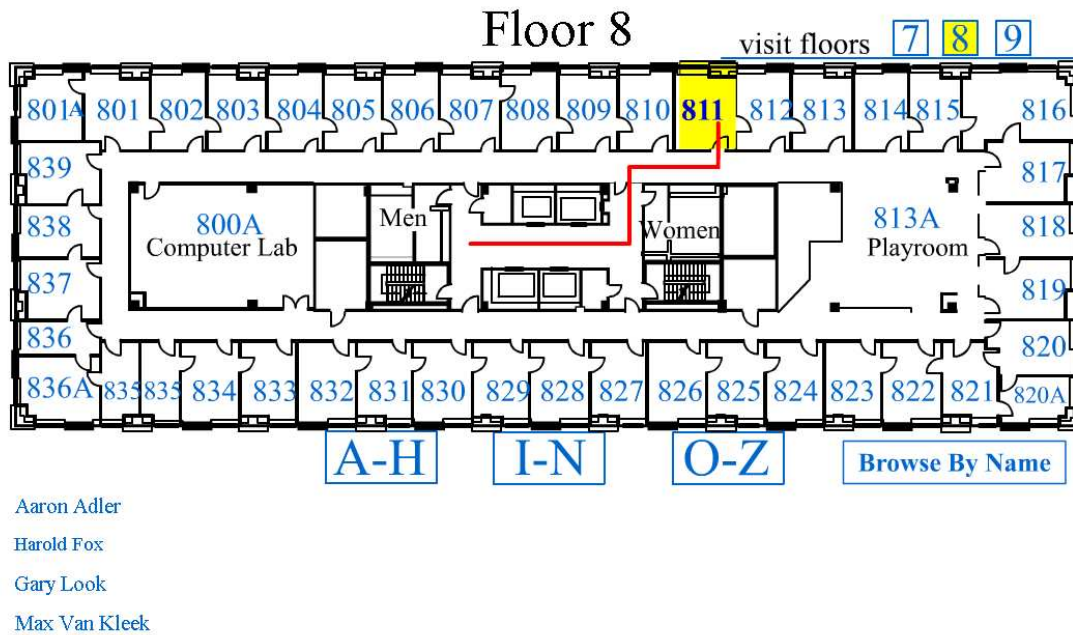 Floor 8
visit floors 7 8 9
801A 801 802 803 804 805 806 807 808 809 810 811 812 813 814 815 816
839 817
838 800A Men Women 813A 818
Computer Lab Playroom
837 819
836 820
836A 835 835 834 833 832 831 830 829 828 827 826 825 824 823 822 821 820A
A-H I-N O-Z Browse By Name
Aaron Adler
Harold Fox
Gary Look
Max Van Kleek